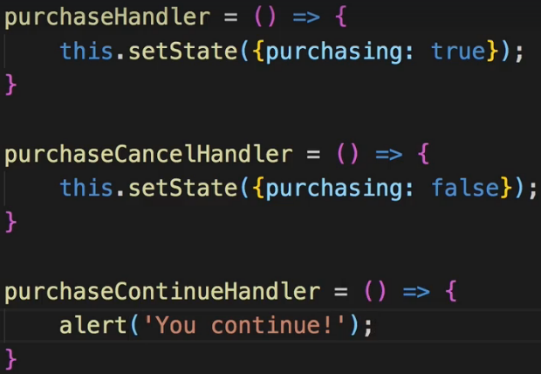 purchaseHandler = () => {
    this.setState({purchasing: true});
}
purchaseCancelHandler = () => {
    this.setState({purchasing: false});
}
purchaseContinueHandler = () => {
    alert('You continue!');
}